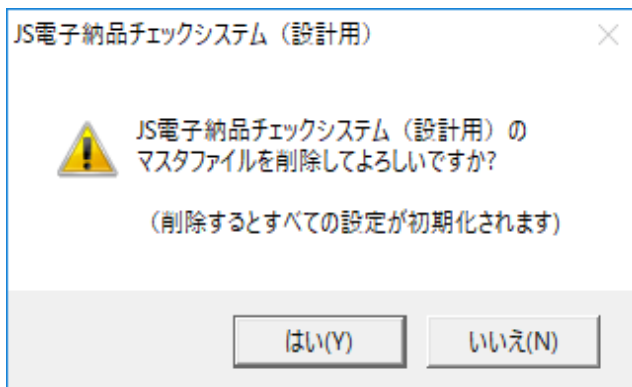 JS電子納品チェックシステム（設計用）
JS電子納品チェックシステム（設計用）の
マスタファイルを削除してよろしいですか?
（削除するとすべての設定が初期化されます)
はい(Y)
いいえ(N)